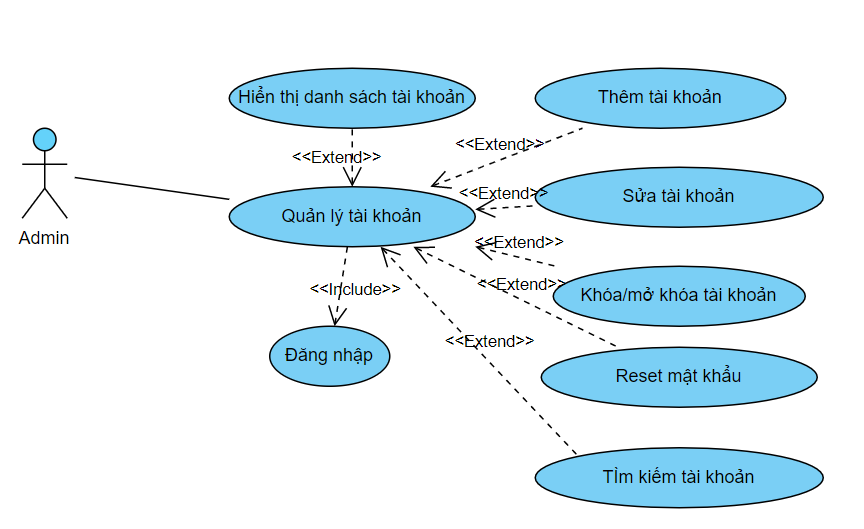 Hiển thị danh sách tài khoản
Thêm tài khoản
<<Extend>>
<<Extend>>
<<Extend>>
Sửa tài khoản
Quản lý tài khoản
Admin
<<Extend>>
<<Include>>
<<Extend>>
Khóa/mở khóa tài khoản
<<Extend>>
Đăng nhập
Reset mật khẩu
Tìm kiếm tài khoản